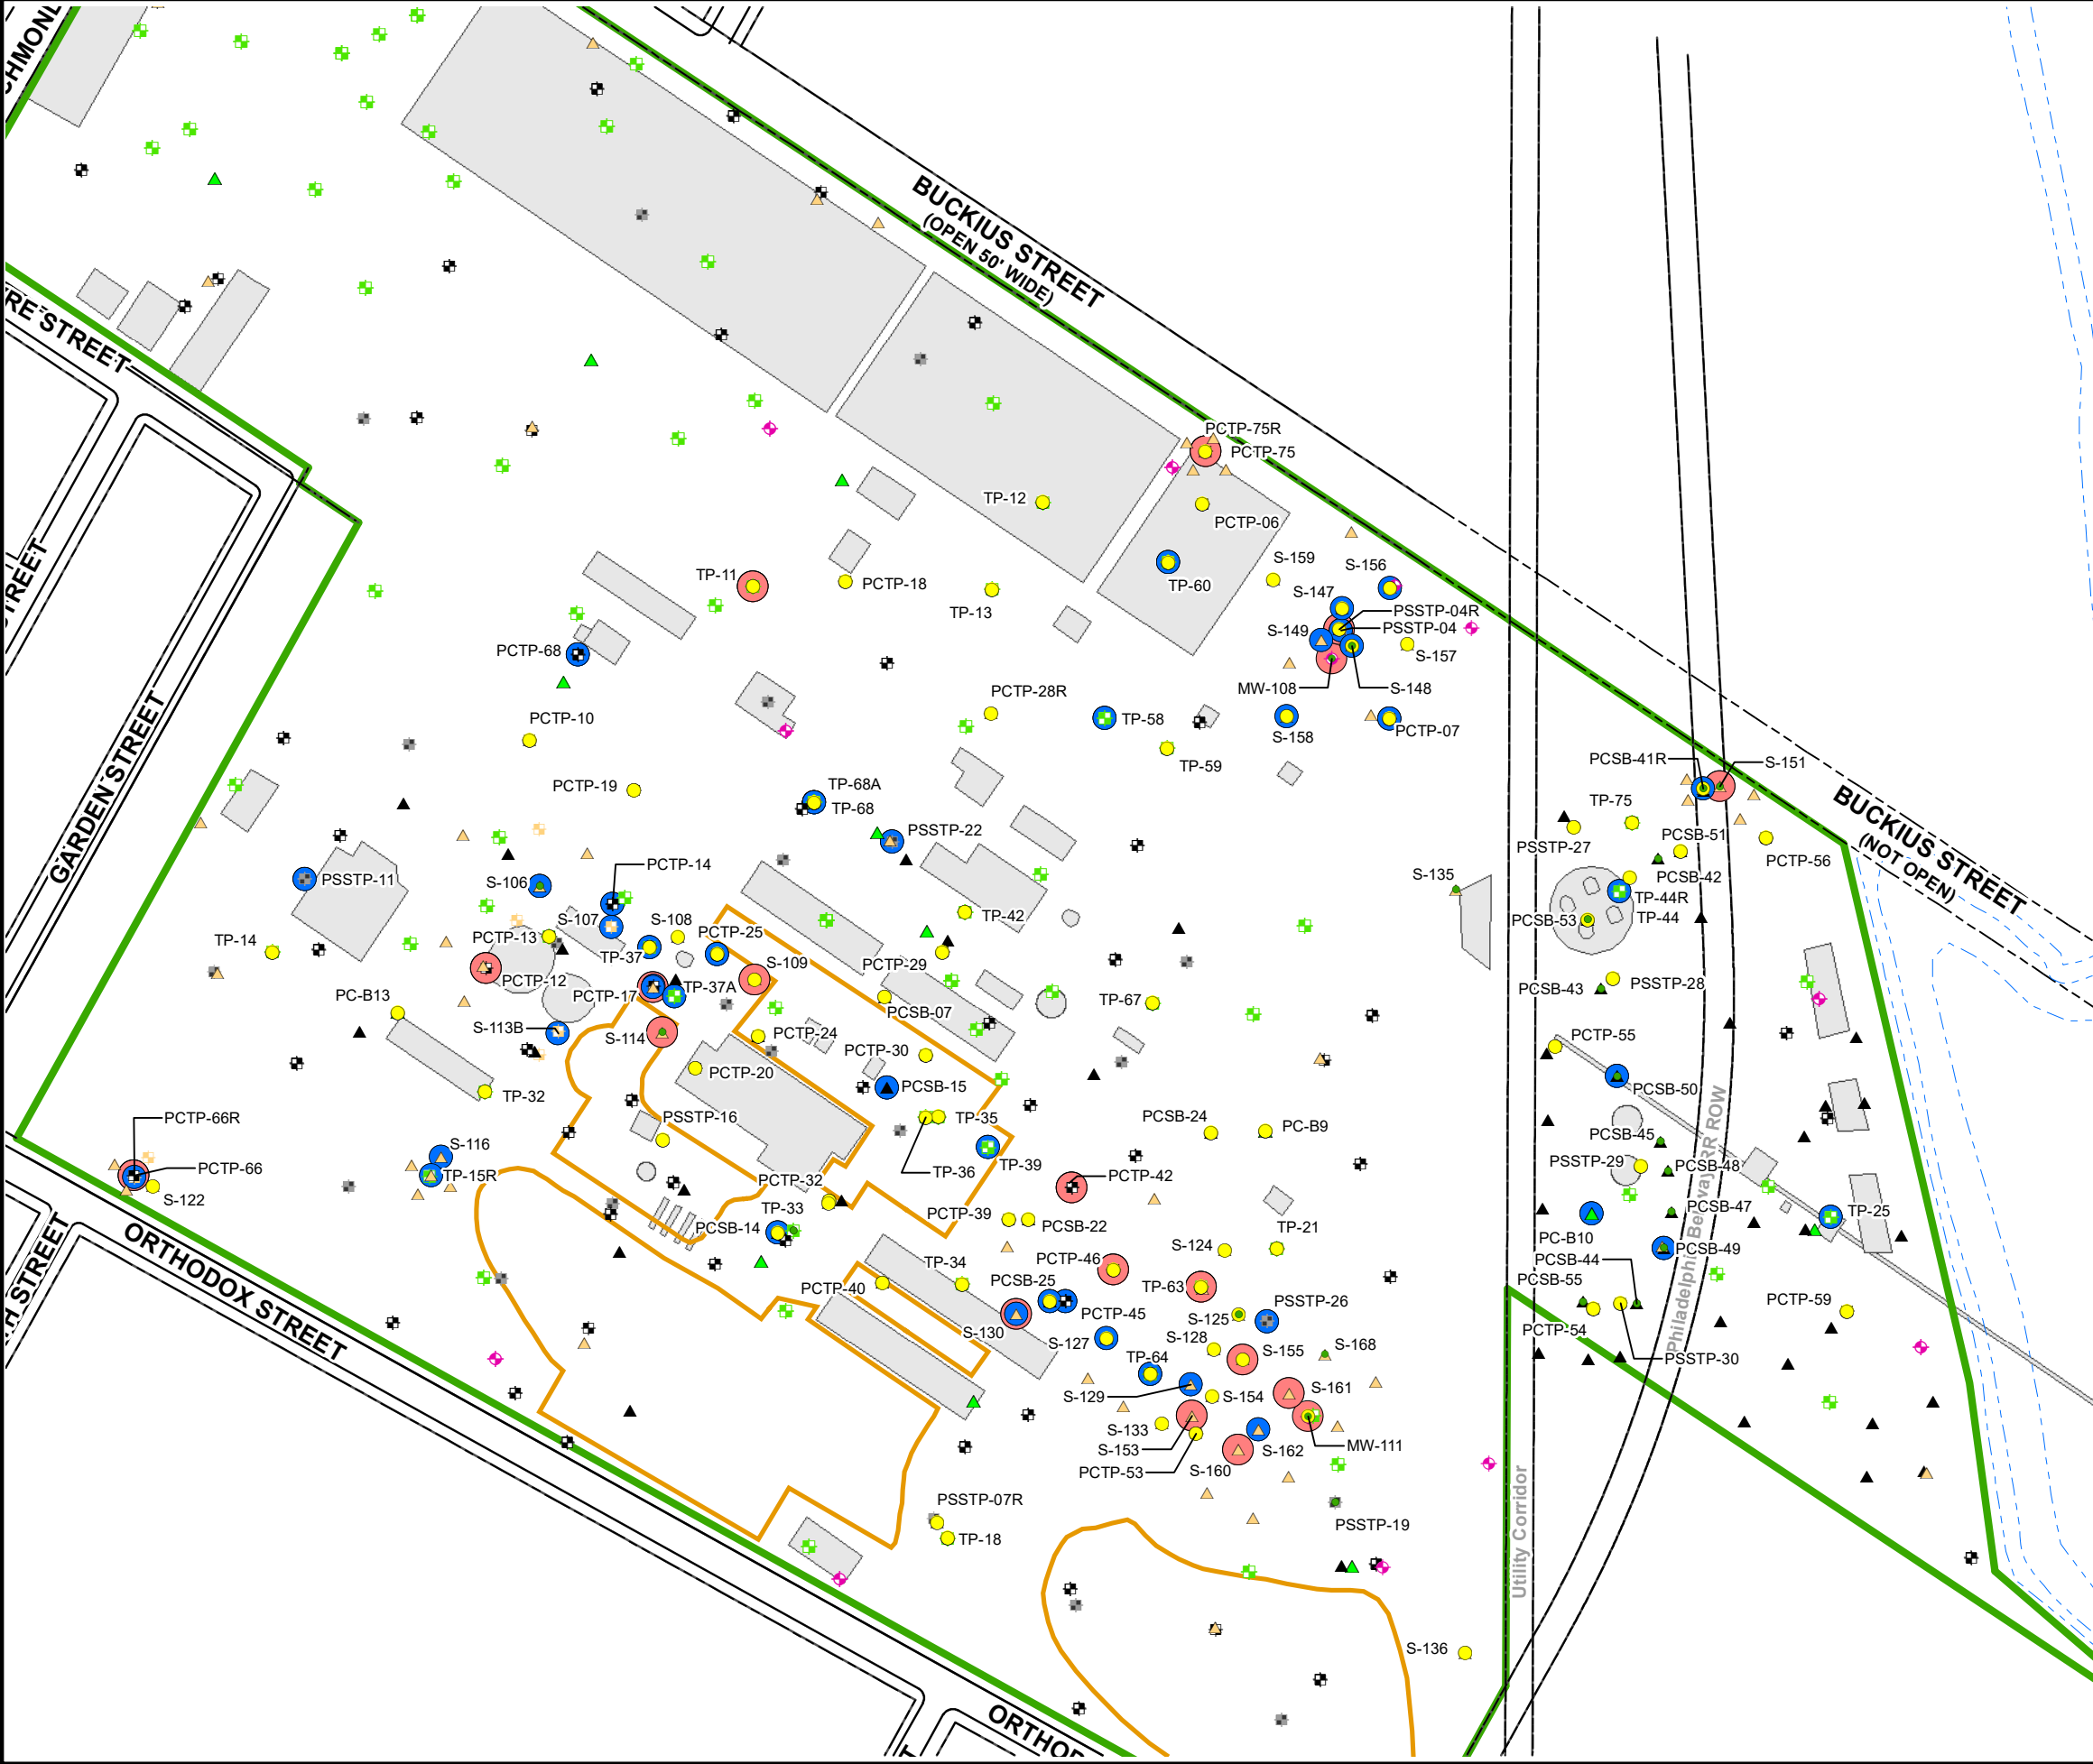 CHMOND
RE STREET
STREET
GARDEN STREET
H STREET
ORTHODOX STREET
ORTHOD
T
BUCKIUS STREET
(OPEN 50' WIDE)
BUCKIUS STREET
(NOT OPEN)
Utility Corridor
PCTP-75R
PCTP-75
TP-12
PCTP-06
S-159
S-156
TP-11
PCTP-18
TP-60
S-147
TP-13
PSSTP-04R
PSSTP-04
S-149
S-157
PCTP-68
MW-108
S-148
PCTP-28R
PCTP-10
TP-58
S-158
PCTP-07
TP-59
PCSB-41R
S-151
PCTP-19
TP-68A
TP-68
TP-75
PSSTP-22
PCSB-51
PSSTP-27
PCTP-56
PCTP-14
PSSTP-11
S-106
S-135
PCSB-42
TP-44R
TP-44
PCSB-53
S-107
S-108
TP-42
PCTP-13
PCTP-25
TP-14
TP-37
S-109
PCTP-29
PCTP-12
TP-37A
PCTP-17
PCSB-43
PSSTP-28
PC-B13
TP-67
PCSB-07
S-113B
S-114
PCTP-24
PCTP-55
PCTP-30
PCTP-20
PCSB-15
PCSB-50
TP-32
PSSTP-16
TP-35
PCSB-24
PC-B9
PCTP-66R
PCSB-45
S-116
TP-39
PSSTP-29
PCSB-48
PCTP-66
TP-15R
TP-36
PCTP-42
S-122
PCTP-32
PCSB-47
TP-25
TP-33
PCSB-14
PCTP-39
PCSB-22
TP-21
PC-B10
S-124
PCSB-49
PCSB-44
PCTP-46
TP-34
PCSB-25
TP-63
PCSB-55
PCTP-40
PSSTP-26
PCTP-59
PCTP-45
S-125
S-130
S-127
S-128
PCTP-54
S-168
S-155
TP-64
PSSTP-30
S-129
S-154
S-161
S-133
S-153
S-162
MW-111
PCTP-53
S-160
PSSTP-07R
PSSTP-19
TP-18
S-136